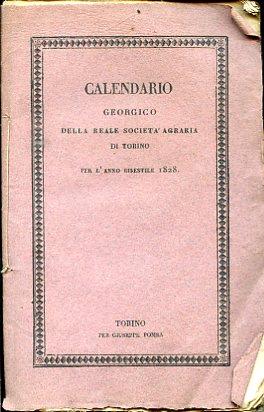 CALENDARIO
GEORGICO
DELLA REALE SOCIETA' AGRARIA
DI TORINO
PER L'ANNO BISESTILE 1828.
TORINO
PER GIUSEPPE POMBA